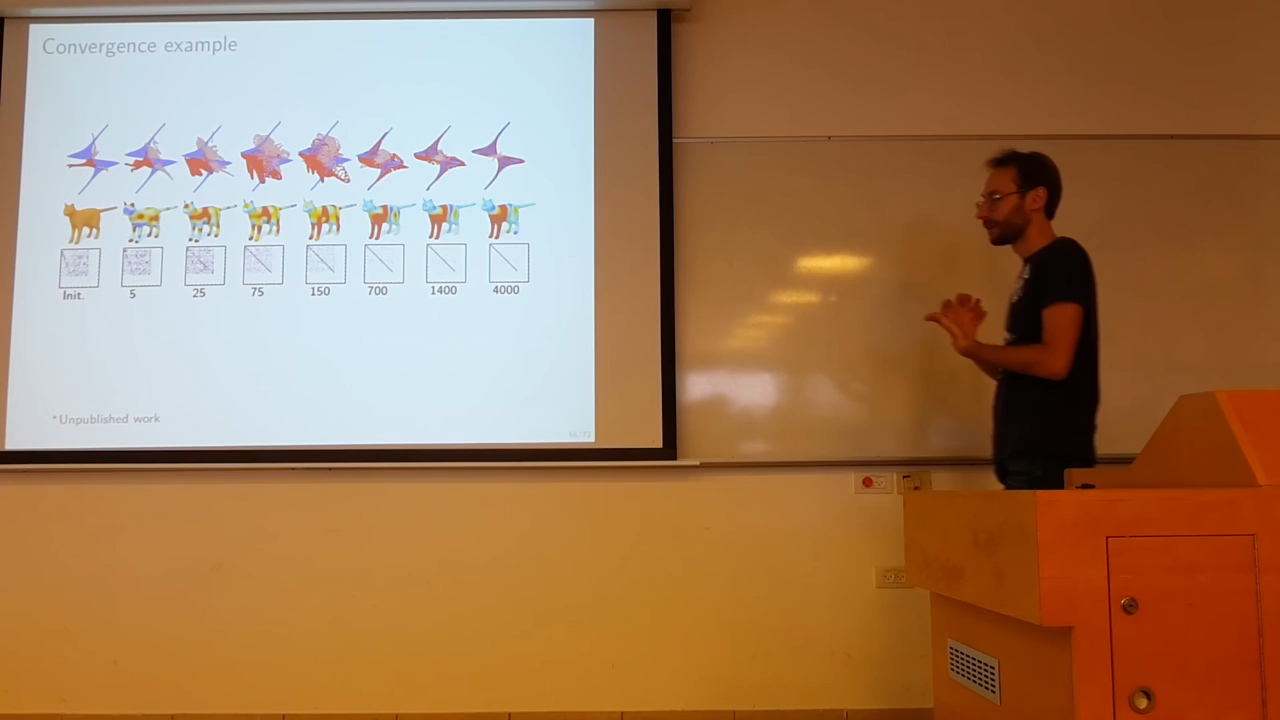 Convergence example
Init. 5 25 75 150 700 1400 4000
*Unpublished work